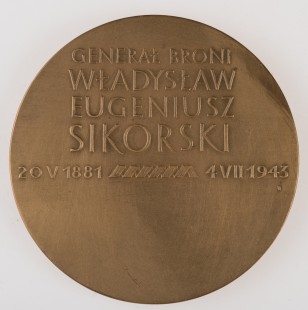 GENERAŁ BRONI
WŁADYSŁAW
EUGENIUSZ
SIKORSKI
20 V 1881 4 VII 1943